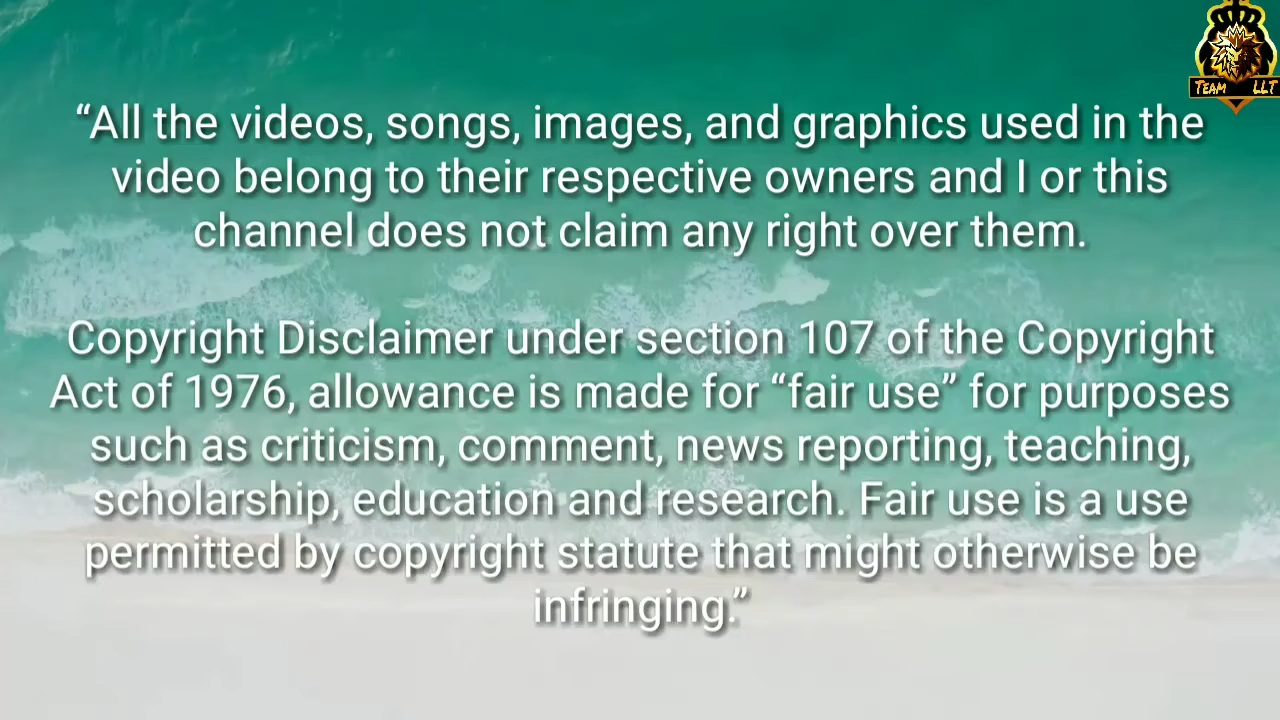 TEAM LLT
“All the videos, songs, images, and graphics used in the
video belong to their respective owners and I or this
channel does not claim any right over them.
Copyright Disclaimer under section 107 of the Copyright
Act of 1976, allowance is made for “fair use” for purposes
such as criticism, comment, news reporting, teaching,
scholarship, education and research. Fair use is a use
permitted by copyright statute that might otherwise be
infringing.”